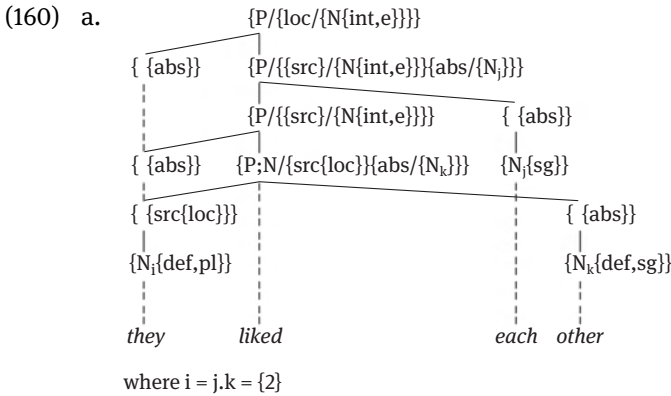 (160) a. {P/{loc/{N{int,e}}}}
{ {abs}} {P/{{src}/{N{int,e}}}{abs/{Nⱼ}}}
{P/{{src}/{N{int,e}}}} { {abs}}
{ {abs}} {P;N/{src{loc}}{abs/{Nₖ}}} {Nⱼ{sg}}
{ {src{loc}}} { {abs}}
{Nᵢ{def,pl}} {Nₖ{def,sg}}
they liked each other
where i = j.k = {2}